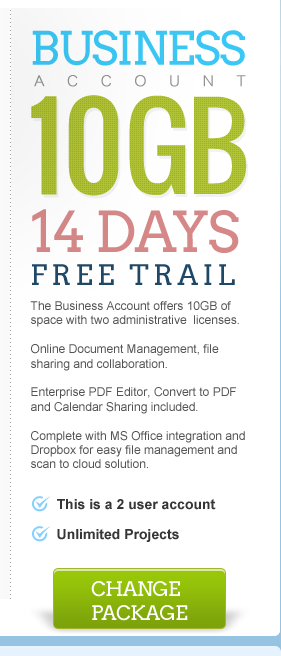 BUSINESS
ACCOUNT
10GB
14 DAYS
FREE TRAIL
The Business Account offers 10GB of
space with two administrative licenses.
Online Document Management, file
sharing and collaboration.
Enterprise PDF Editor, Convert to PDF
and Calendar Sharing included.
Complete with MS Office integration and
Dropbox for easy file management and
scan to cloud solution.
This is a 2 user account
Unlimited Projects
CHANGE
PACKAGE